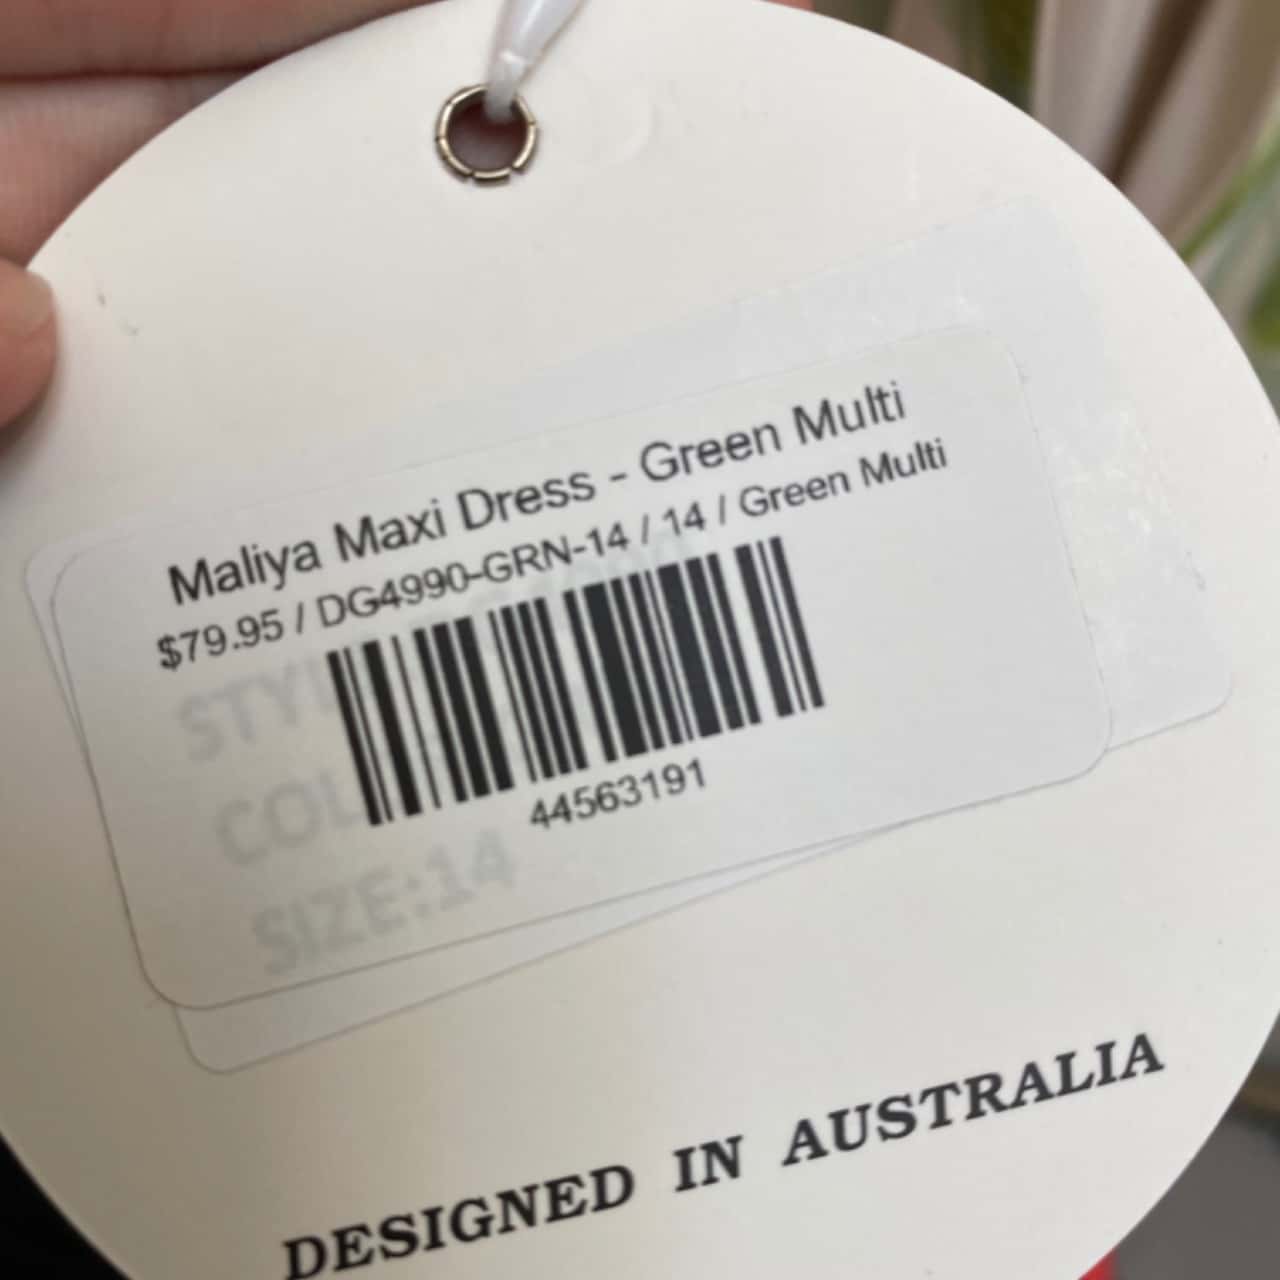 Maliya Maxi Dress - Green Multi
$79.95 / DG4990-GRN-14 / 14 / Green Multi
44563191
SIZE:14
DESIGNED IN AUSTRALIA